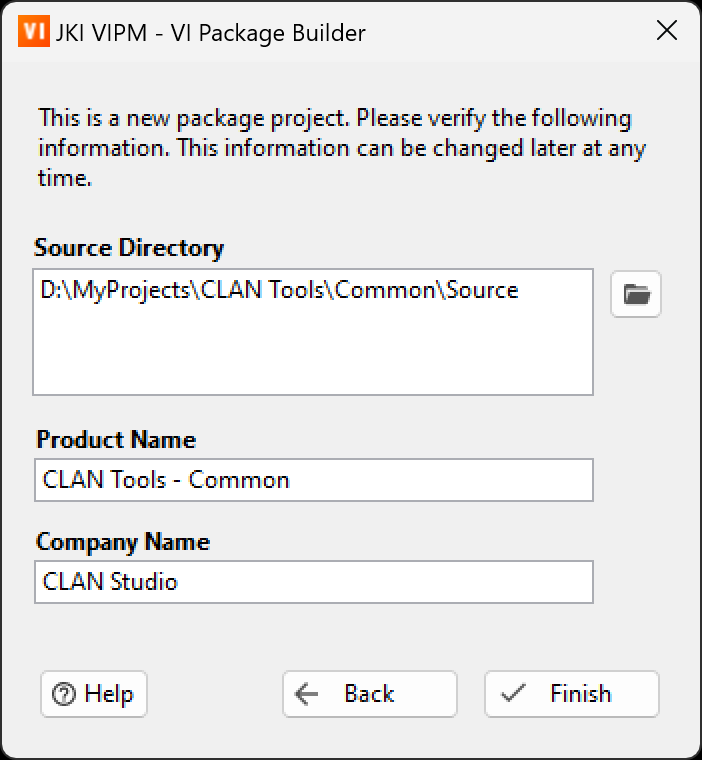 VI JKI VIPM - VI Package Builder
This is a new package project. Please verify the following
information. This information can be changed later at any
time.
Source Directory
D:\MyProjects\CLAN Tools\Common\Source
Product Name
CLAN Tools - Common
Company Name
CLAN Studio
Help
Back
Finish